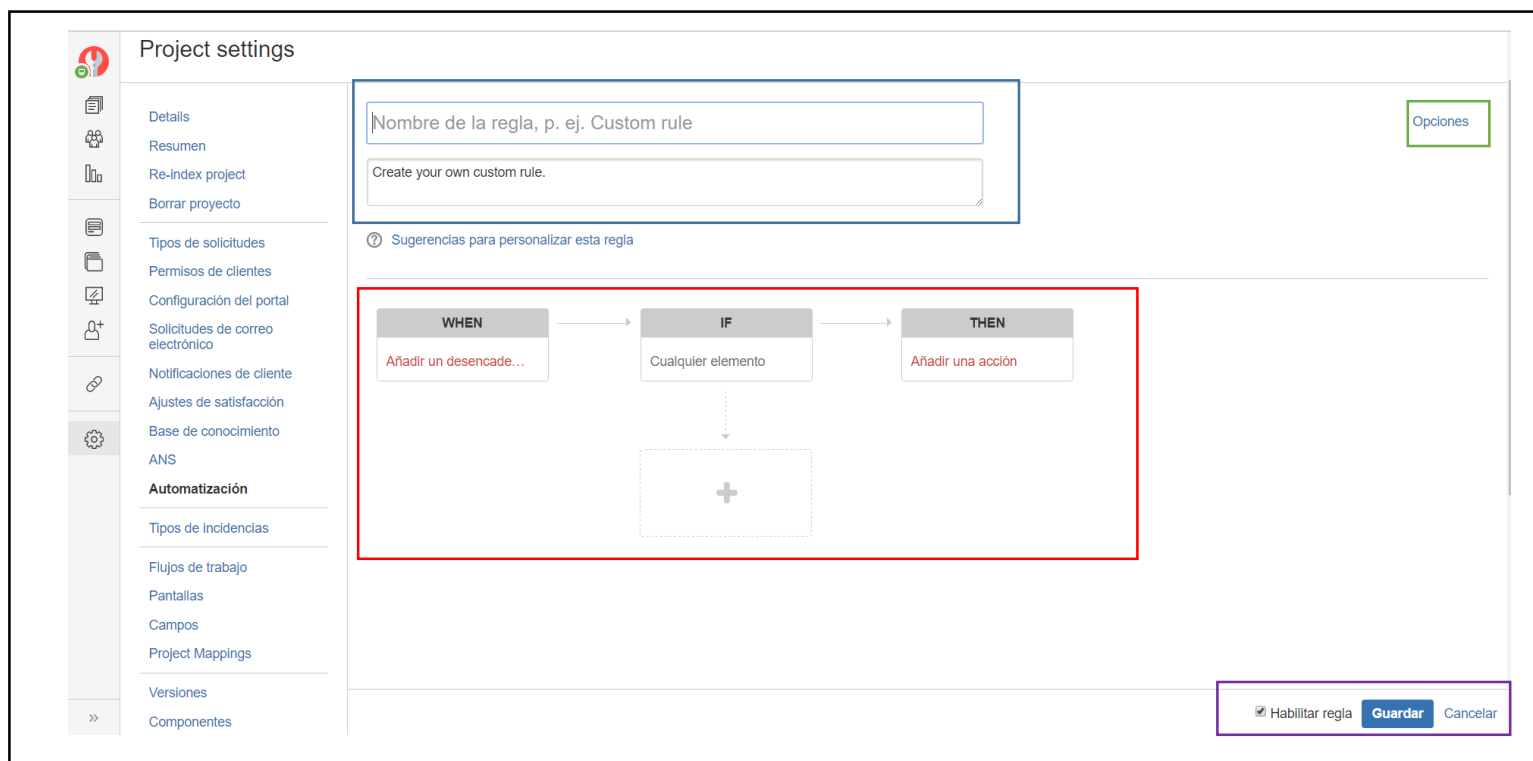 Project settings
Details
Resumen
Re-index project
Borrar proyecto
Tipos de solicitudes
Permisos de clientes
Configuración del portal
Solicitudes de correo
electrónico
Notificaciones de cliente
Ajustes de satisfacción
Base de conocimiento
ANS
Automatización
Tipos de incidencias
Flujos de trabajo
Pantallas
Campos
Project Mappings
Versiones
Componentes
Nombre de la regla, p. ej. Custom rule
Opciones
Create your own custom rule.
Sugerencias para personalizar esta regla
WHEN
Añadir un desencade...
IF
Cualquier elemento
THEN
Añadir una acción
Habilitar regla Guardar Cancelar